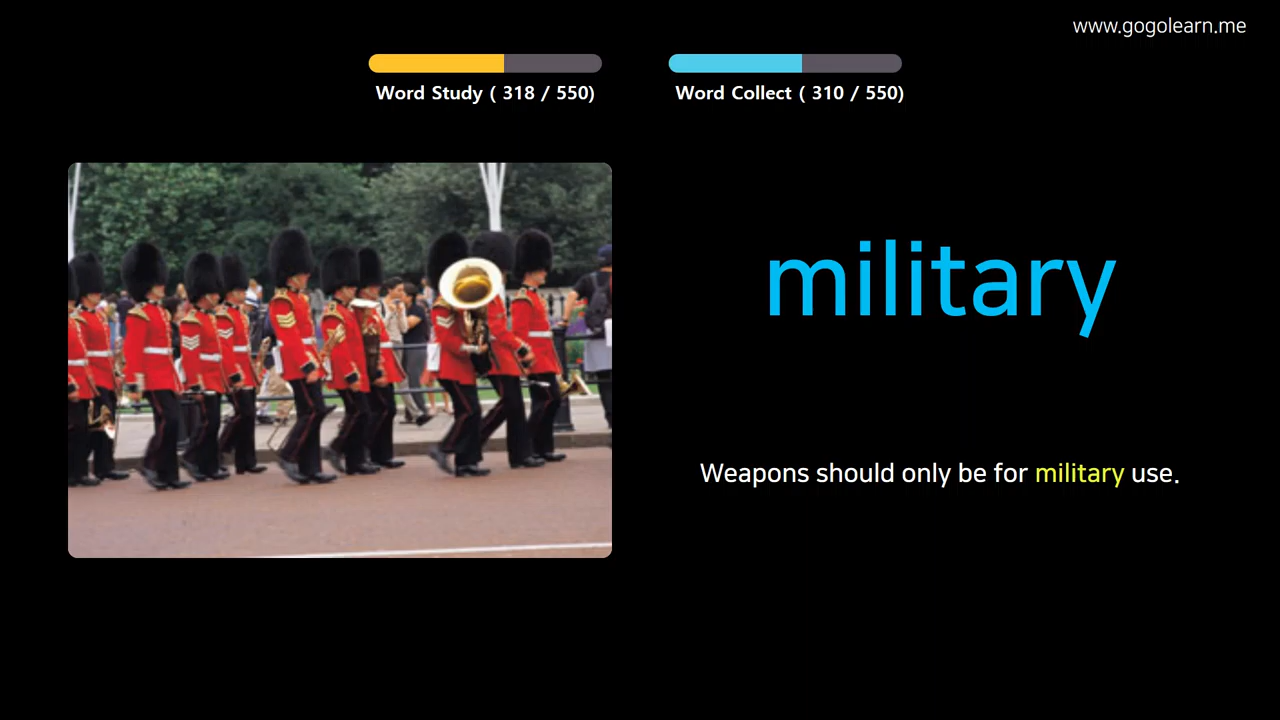 www.gogolearn.me
Word Study ( 318 / 550)
Word Collect ( 310 / 550)
military
Weapons should only be for military use.